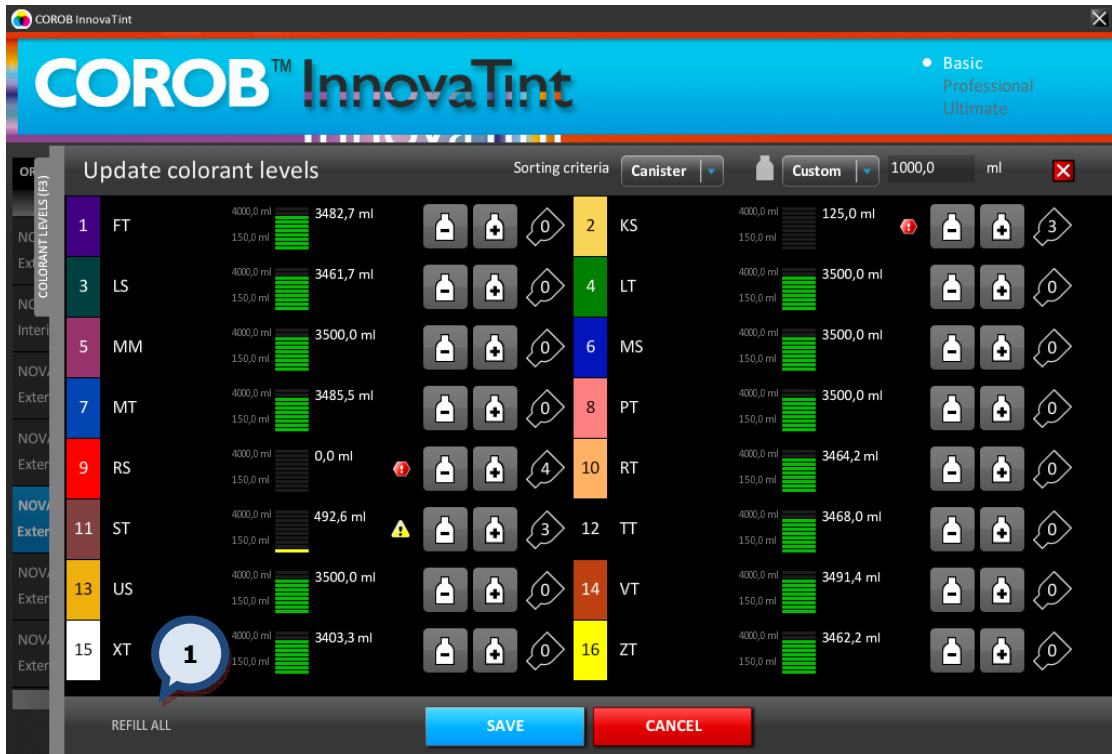 COROB InnovaTint
COROB™ InnovaTint
Basic
Professional
Ultimate
COLORANT LEVELS (F3)
Update colorant levels
Sorting criteria Canister Custom 1000,0 ml
1 FT 4000,0 ml 150,0 ml 3482,7 ml 0
2 KS 4000,0 ml 150,0 ml 125,0 ml 3
3 LS 4000,0 ml 150,0 ml 3461,7 ml 0
4 LT 4000,0 ml 150,0 ml 3500,0 ml 0
5 MM 4000,0 ml 150,0 ml 3500,0 ml 0
6 MS 4000,0 ml 150,0 ml 3500,0 ml 0
7 MT 4000,0 ml 150,0 ml 3485,5 ml 0
8 PT 4000,0 ml 150,0 ml 3500,0 ml 0
9 RS 4000,0 ml 150,0 ml 0,0 ml 4
10 RT 4000,0 ml 150,0 ml 3464,2 ml 0
11 ST 4000,0 ml 150,0 ml 492,6 ml 3
12 TT 4000,0 ml 150,0 ml 3468,0 ml 0
13 US 4000,0 ml 150,0 ml 3500,0 ml 0
14 VT 4000,0 ml 150,0 ml 3491,4 ml 0
15 XT 4000,0 ml 150,0 ml 3403,3 ml 0
16 ZT 4000,0 ml 150,0 ml 3462,2 ml 0
1
REFILL ALL SAVE CANCEL